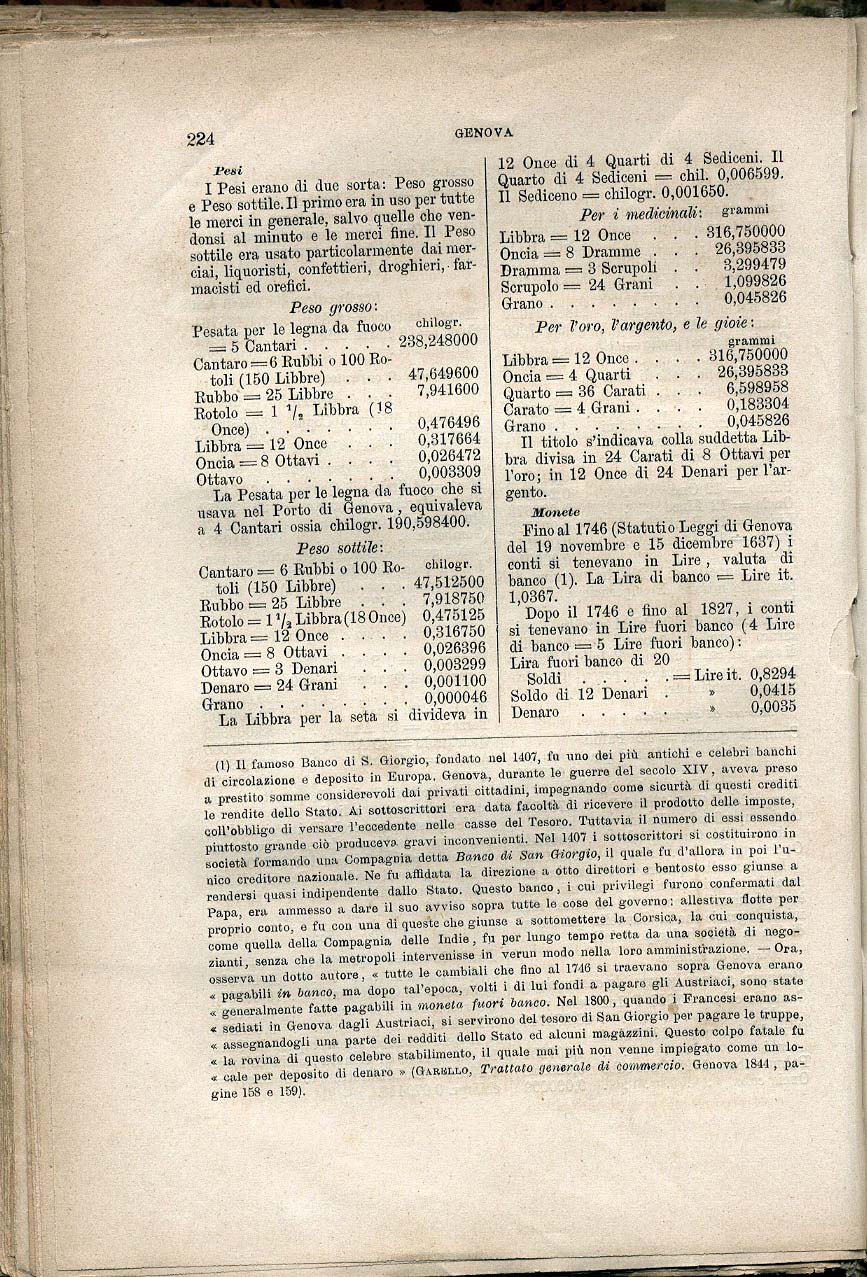 224
GENOVA
Pesi
I Pesi erano di due sorta: Peso grosso
e Peso sottile. Il primo era in uso per tutte
le merci in generale, salvo quelle che ven-
donsi al minuto e le merci fine. Il Peso
sottile era usato particolarmente dai mer-
ciai, liquoristi, confettieri, droghieri, far-
macisti ed orefici.
Peso grosso:
Pesata per le legna da fuoco chilogr.
= 5 Cantari . . . . . 238,248000
Cantaro = 6 Rubbi o 100 Ro-
toli (150 Libbre) . . . 47,649600
Rubbo = 25 Libbre . . . 7,941600
Rotolo = 1 1/2 Libbra (18
Once) . . . . . . . 0,476496
Libbra = 12 Once . . . 0,317664
Oncia = 8 Ottavi . . . . 0,026472
Ottavo . . . . . . . 0,003309
La Pesata per le legna da fuoco che si
usava nel Porto di Genova, equivaleva
a 4 Cantari ossia chilogr. 190,598400.
Peso sottile:
Cantaro = 6 Rubbi o 100 Ro- chilogr.
toli (150 Libbre) . . . 47,512500
Rubbo = 25 Libbre . . . 7,918750
Rotolo = 1 1/2 Libbra (18 Once) 0,475125
Libbra = 12 Once . . . . 0,316750
Oncia = 8 Ottavi . . . . 0,026396
Ottavo = 3 Denari . . . 0,003299
Denaro = 24 Grani . . . 0,001100
Grano . . . . . . . . 0,000046
La Libbra per la seta si divideva in
12 Once di 4 Quarti di 4 Sediceni. Il
Quarto di 4 Sediceni = chil. 0,006599.
Il Sediceno = chilogr. 0,001650.
Per i medicinali: grammi
Libbra = 12 Once . . . 316,750000
Oncia = 8 Dramme . . . 26,395833
Dramma = 3 Scrupoli . . 3,299479
Scrupolo = 24 Grani . . 1,099826
Grano . . . . . . . . 0,045826
Per l'oro, l'argento, e le gioie:
grammi
Libbra = 12 Once . . . . 316,750000
Oncia = 4 Quarti . . . 26,395833
Quarto = 36 Carati . . . 6,598958
Carato = 4 Grani . . . . 0,183304
Grano . . . . . . . . 0,045826
Il titolo s'indicava colla suddetta Lib-
bra divisa in 24 Carati di 8 Ottavi per
l'oro; in 12 Once di 24 Denari per l'ar-
gento.
Monete
Fino al 1746 (Statuti o Leggi di Genova
del 19 novembre e 15 dicembre 1637) i
conti si tenevano in Lire, valuta di
banco (1). La Lira di banco = Lire it.
1,0367.
Dopo il 1746 e fino al 1827, i conti
si tenevano in Lire fuori banco (4 Lire
di banco = 5 Lire fuori banco):
Lira fuori banco di 20
Soldi . . . . . = Lire it. 0,8294
Soldo di 12 Denari . » 0,0415
Denaro . . . . . » 0,0035
(1) Il famoso Banco di S. Giorgio, fondato nel 1407, fu uno dei più antichi e celebri banchi
di circolazione e deposito in Europa. Genova, durante le guerre del secolo XIV, aveva preso
a prestito somme considerevoli dai privati cittadini, impegnando come sicurtà di questi crediti
le rendite dello Stato. Ai sottoscrittori era data facoltà di ricevere il prodotto delle imposte,
coll'obbligo di versare l'eccedente nelle casse del Tesoro. Tuttavia il numero di essi essendo
piuttosto grande ciò produceva gravi inconvenienti. Nel 1407 i sottoscrittori si costituirono in
società formando una Compagnia detta Banco di San Giorgio, il quale fu d'allora in poi l'u-
nico creditore nazionale. Ne fu affidata la direzione a otto direttori e bentosto esso giunse a
rendersi quasi indipendente dallo Stato. Questo banco, i cui privilegi furono confermati dal
Papa, era ammesso a dare il suo avviso sopra tutte le cose del governo; allestiva flotte per
proprio conto, e fu con una di queste che giunse a sottomettere la Corsica, la cui conquista,
come quella della Compagnia delle Indie, fu per lungo tempo retta da una società di nego-
zianti, senza che la metropoli intervenisse in verun modo nella loro amministrazione. — Ora,
osserva un dotto autore, « tutte le cambiali che fino al 1746 si traevano sopra Genova erano
« pagabili in banco, ma dopo tal'epoca, volti i di lui fondi a pagare gli Austriaci, sono state
« generalmente fatte pagabili in moneta fuori banco. Nel 1800, quando i Francesi erano as-
« sediati in Genova dagli Austriaci, si servirono del tesoro di San Giorgio per pagare le truppe,
« assegnandogli una parte dei redditi dello Stato ed alcuni magazzini. Questo colpo fatale fu
« la rovina di questo celebre stabilimento, il quale mai più non venne impiegato come un lo-
« cale per deposito di denaro » (GARELLO, Trattato generale di commercio. Genova 1844, pa-
gine 158 e 159).